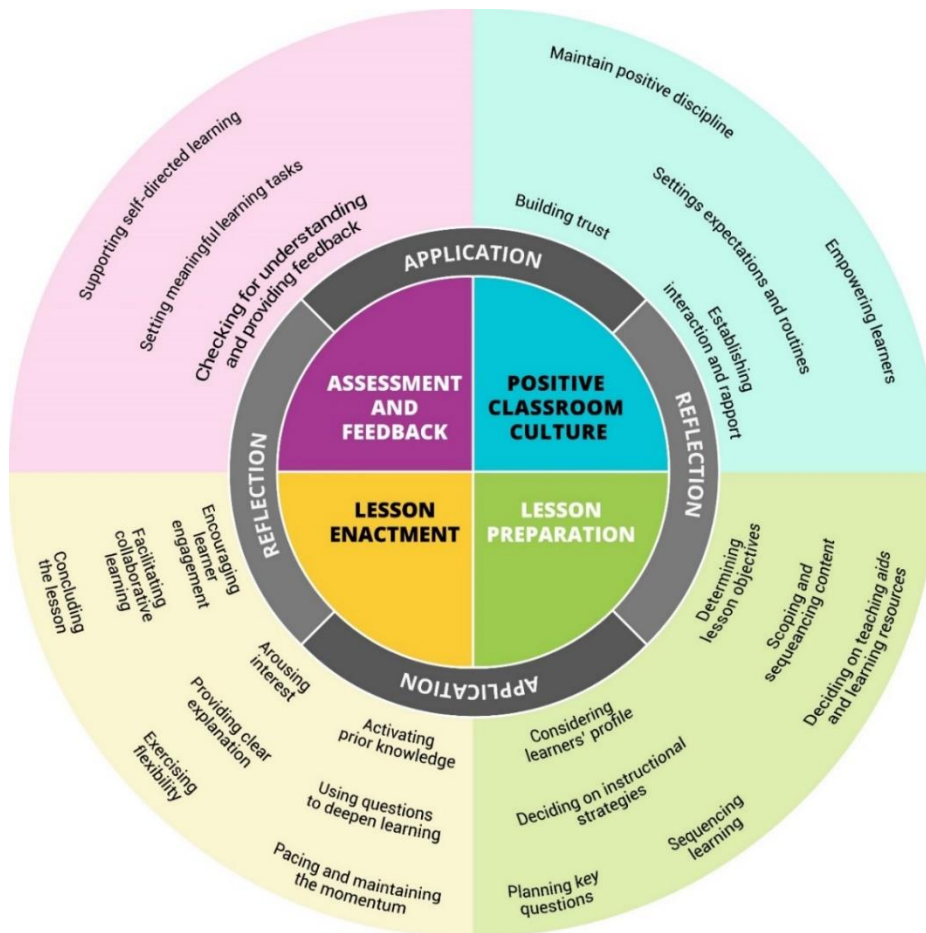 Supporting self-directed learning
Setting meaningful learning tasks
Checking for understanding
and providing feedback
Maintain positive discipline
Building trust
Settings expectations and routines
Establishing
interaction and rapport
Empowering learners
APPLICATION
REFLECTION
REFLECTION
APPLICATION
ASSESSMENT
AND
FEEDBACK
POSITIVE
CLASSROOM
CULTURE
LESSON
ENACTMENT
LESSON
PREPARATION
Encouraging
learner
engagement
Facilitating
collaborative
learning
Concluding
the lesson
Arousing
interest
Providing clear
explanation
Exercising
flexibility
Activating
prior knowledge
Using questions
to deepen learning
Pacing and maintaining
the momentum
Determining
lesson objectives
Scoping and
sequeancing content
Deciding on teaching aids
and learning resources
Considering
learners' profile
Deciding on instructional
strategies
Sequencing
learning
Planning key
questions